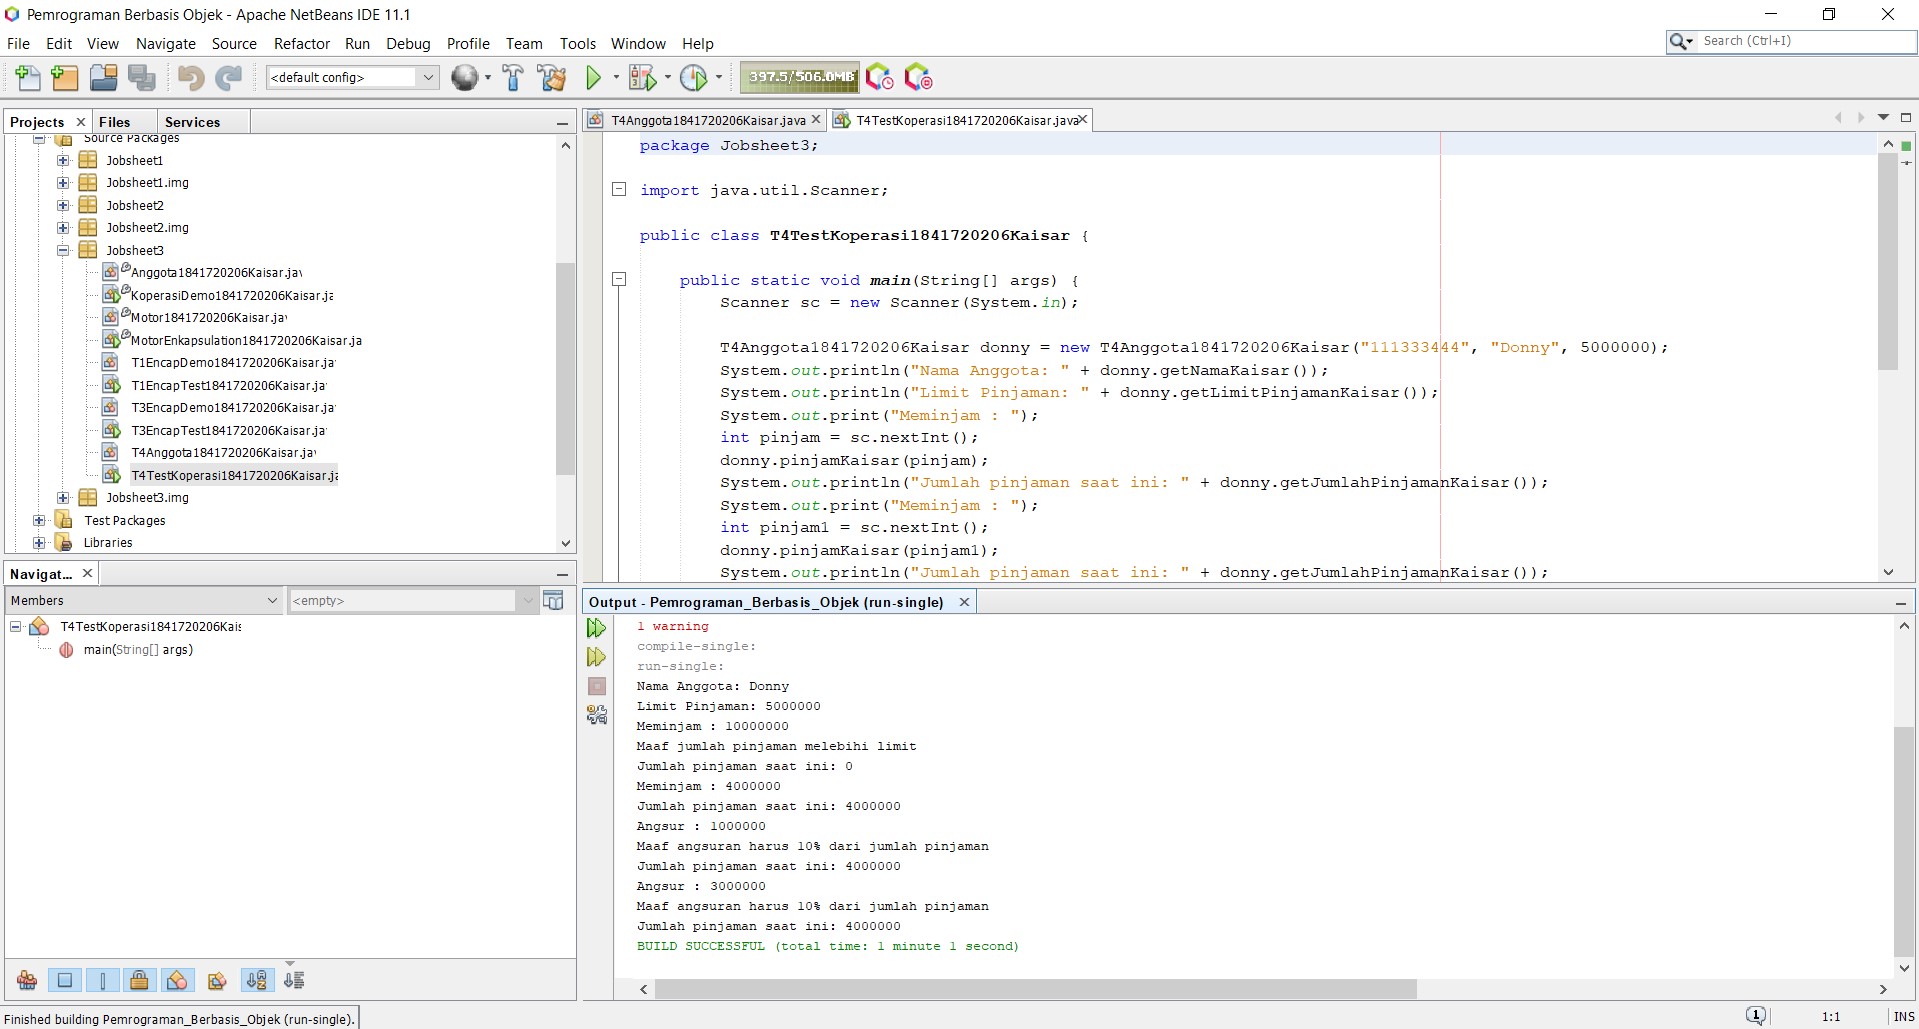 Pemrograman Berbasis Objek - Apache NetBeans IDE 11.1
File Edit View Navigate Source Refactor Run Debug Profile Team Tools Window Help
Search (Ctrl+I)
<default config>
397.5/506.0MB
Projects Files Services
Source Packages
Jobsheet1
Jobsheet1.img
Jobsheet2
Jobsheet2.img
Jobsheet3
Anggota1841720206Kaisar.jav
KoperasiDemo1841720206Kaisar.ja
Motor1841720206Kaisar.jav
MotorEnkapsulation1841720206Kaisar.ja
T1EncapDemo1841720206Kaisar.ja
T1EncapTest1841720206Kaisar.jav
T3EncapDemo1841720206Kaisar.ja
T3EncapTest1841720206Kaisar.jav
T4Anggota1841720206Kaisar.jav
T4TestKoperasi1841720206Kaisar.ja
Jobsheet3.img
Test Packages
Libraries
Navigat...
Members
<empty>
T4TestKoperasi1841720206Kais
main(String[] args)
T4Anggota1841720206Kaisar.java T4TestKoperasi1841720206Kaisar.java
package Jobsheet3;
import java.util.Scanner;
public class T4TestKoperasi1841720206Kaisar {
public static void main(String[] args) {
Scanner sc = new Scanner(System.in);
T4Anggota1841720206Kaisar donny = new T4Anggota1841720206Kaisar("111333444", "Donny", 5000000);
System.out.println("Nama Anggota: " + donny.getNamaKaisar());
System.out.println("Limit Pinjaman: " + donny.getLimitPinjamanKaisar());
System.out.print("Meminjam : ");
int pinjam = sc.nextInt();
donny.pinjamKaisar(pinjam);
System.out.println("Jumlah pinjaman saat ini: " + donny.getJumlahPinjamanKaisar());
System.out.print("Meminjam : ");
int pinjam1 = sc.nextInt();
donny.pinjamKaisar(pinjam1);
System.out.println("Jumlah pinjaman saat ini: " + donny.getJumlahPinjamanKaisar());
Output - Pemrograman_Berbasis_Objek (run-single)
1 warning
compile-single:
run-single:
Nama Anggota: Donny
Limit Pinjaman: 5000000
Meminjam : 10000000
Maaf jumlah pinjaman melebihi limit
Jumlah pinjaman saat ini: 0
Meminjam : 4000000
Jumlah pinjaman saat ini: 4000000
Angsur : 1000000
Maaf angsuran harus 10% dari jumlah pinjaman
Jumlah pinjaman saat ini: 4000000
Angsur : 3000000
Maaf angsuran harus 10% dari jumlah pinjaman
Jumlah pinjaman saat ini: 4000000
BUILD SUCCESSFUL (total time: 1 minute 1 second)
Finished building Pemrograman_Berbasis_Objek (run-single).
1
1:1
INS